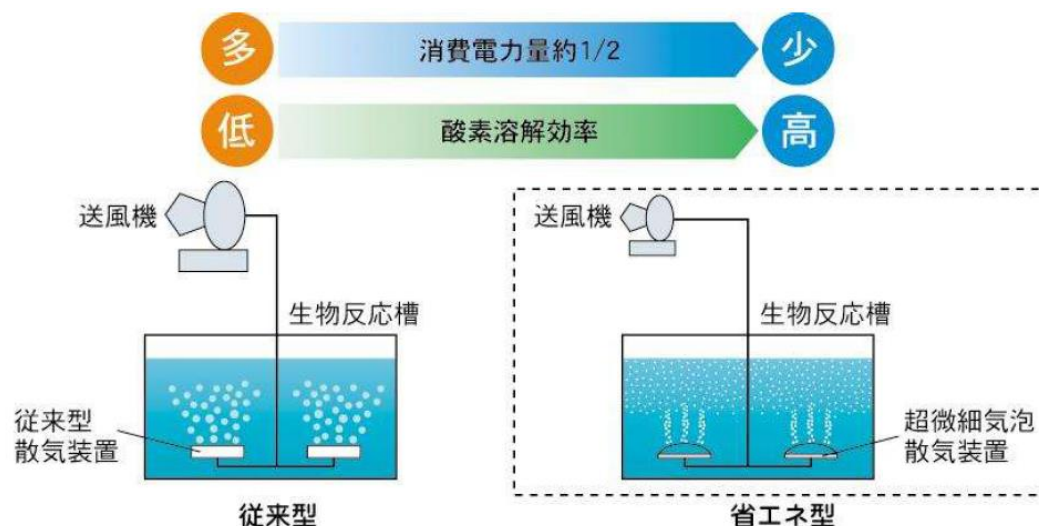 多
消費電力量約1/2
少
低
酸素溶解効率
高
送風機
生物反応槽
従来型
散気装置
従来型
送風機
生物反応槽
超微細気泡
散気装置
省エネ型